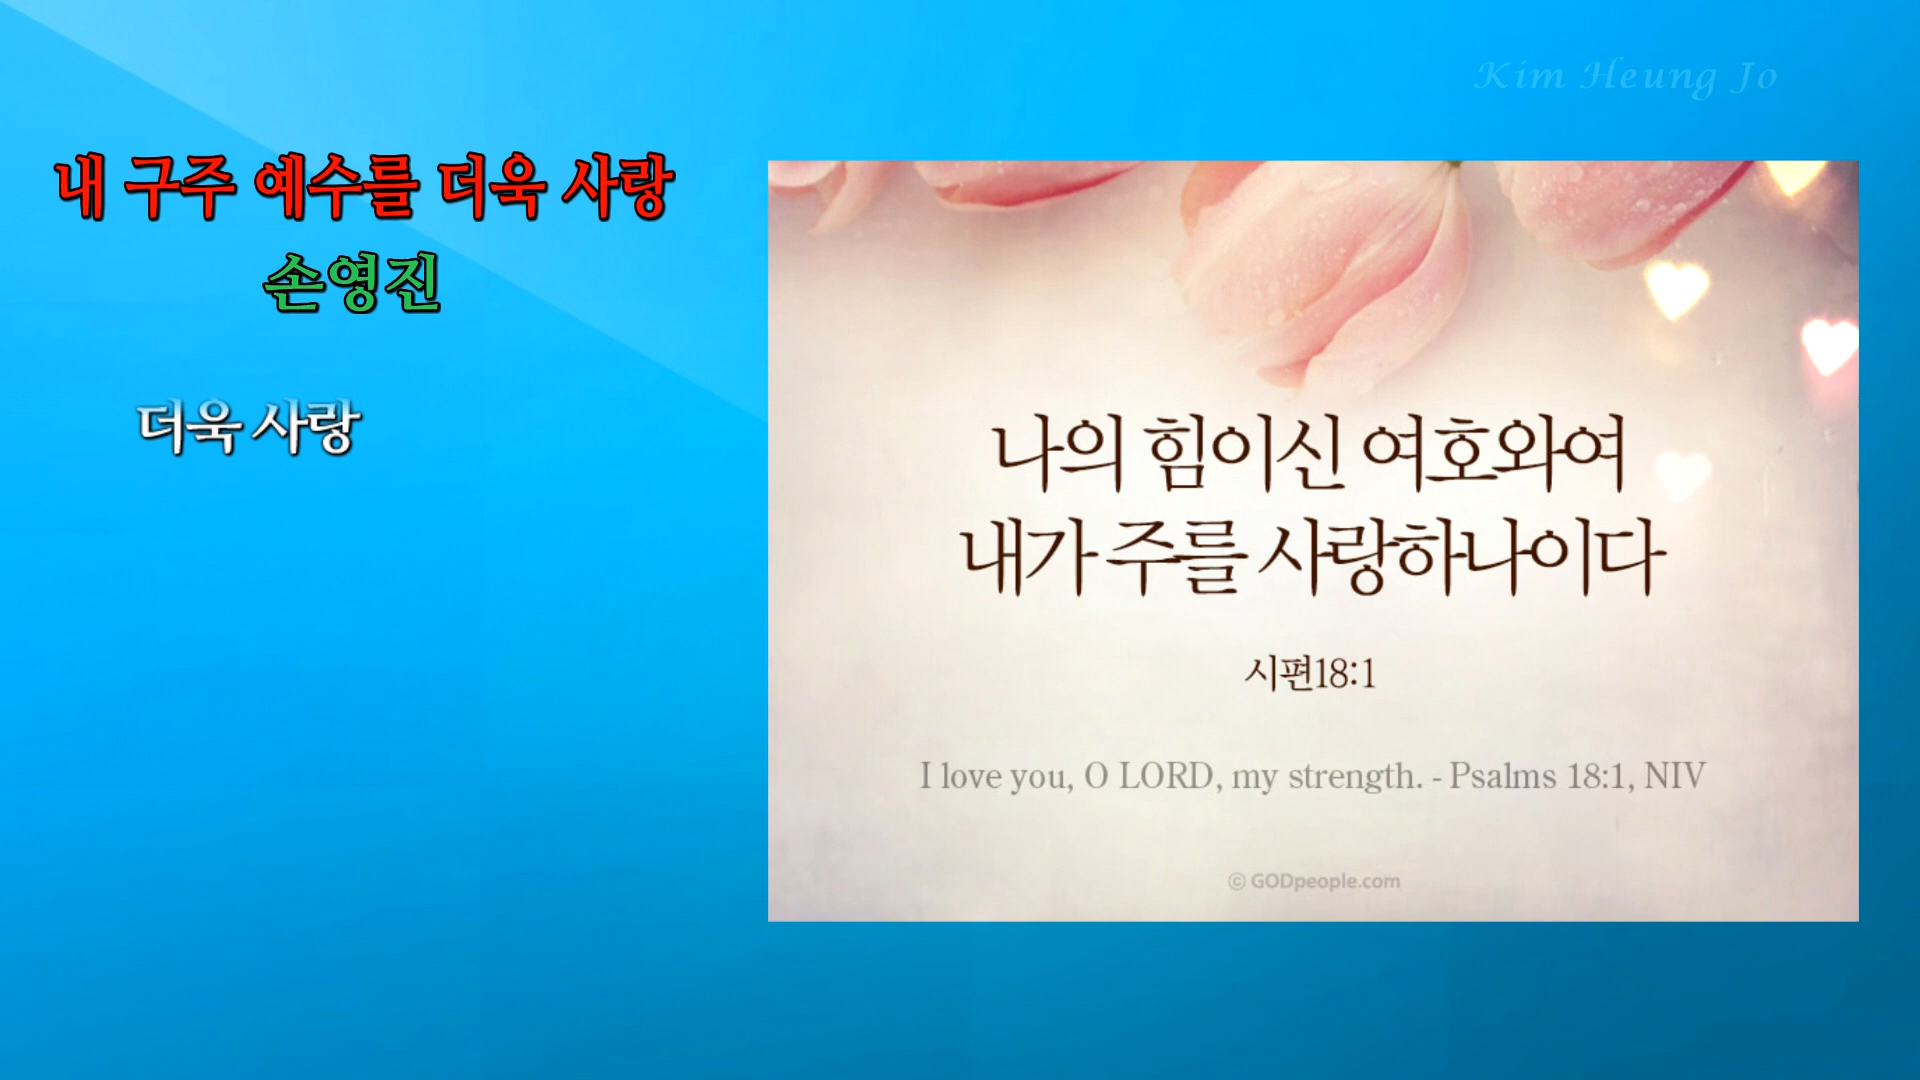 Kim Heung Jo
내 구주 예수를 더욱 사랑
손영진
더욱 사랑
나의 힘이신 여호와여
내가 주를 사랑하나이다
시편18:1
I love you, O LORD, my strength. - Psalms 18:1, NIV
© GODpeople.com